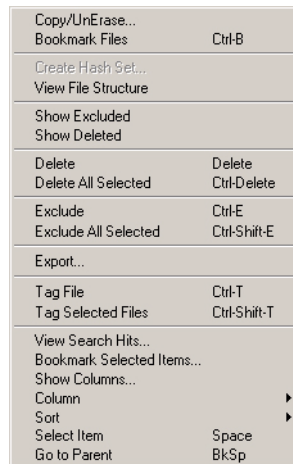 Copy/UnErase...
Bookmark Files Ctrl-B
Create Hash Set...
View File Structure
Show Excluded
Show Deleted
Delete Delete
Delete All Selected Ctrl-Delete
Exclude Ctrl-E
Exclude All Selected Ctrl-Shift-E
Export...
Tag File Ctrl-T
Tag Selected Files Ctrl-Shift-T
View Search Hits...
Bookmark Selected Items...
Show Columns...
Column
Sort
Select Item Space
Go to Parent BkSp